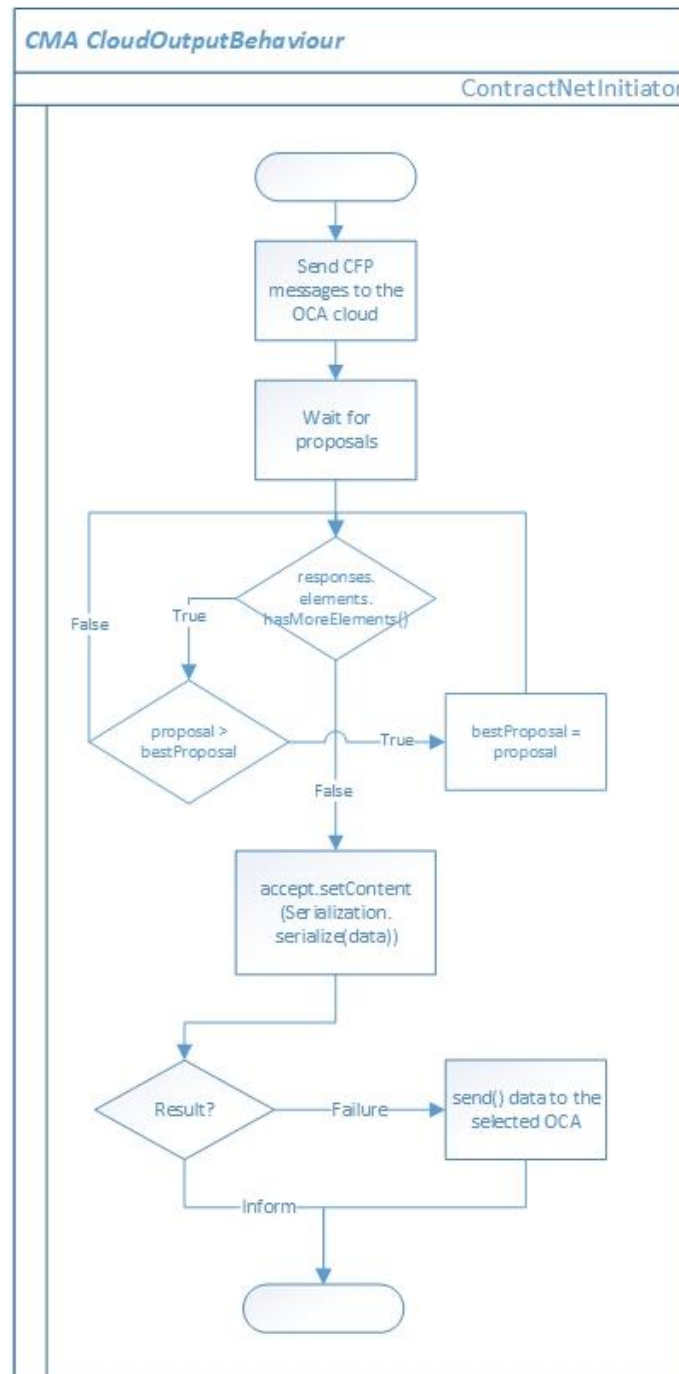 CMA CloudOutputBehaviour
ContractNetInitiator
Send CFP
messages to the
OCA cloud
Wait for
proposals
responses.
elements.
hasMoreElements()
True
False
proposal >
bestProposal
True
bestProposal =
proposal
False
accept.setContent
(Serialization.
serialize(data))
Result?
Failure
send() data to the
selected OCA
Inform